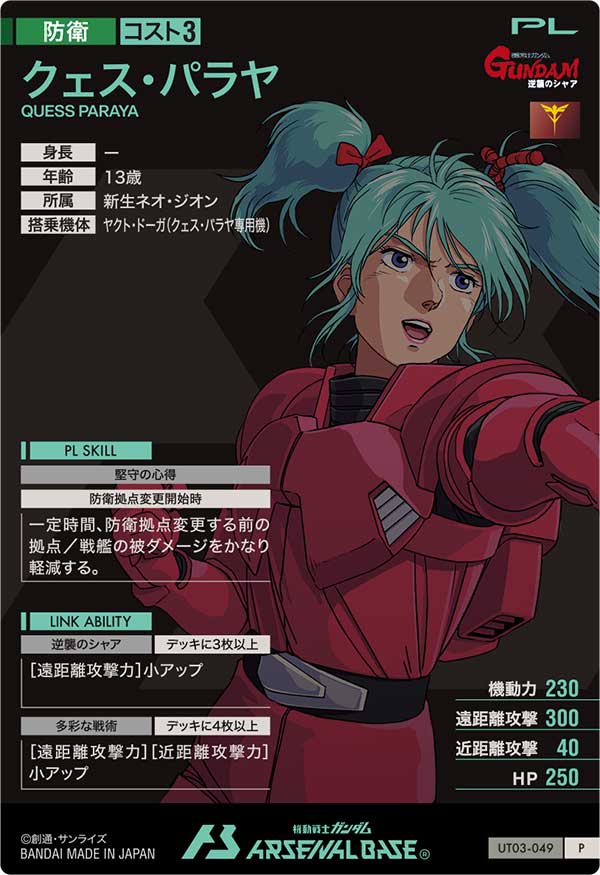 防衛 コスト3
PL
クェス・パラヤ
QUESS PARAYA
機動戦士ガンダム
GUNDAM
逆襲のシャア
身長 ー
年齢 13歳
所属 新生ネオ・ジオン
搭乗機体 ヤクト・ドーガ(クェス・パラヤ専用機)
PL SKILL
堅守の心得
防衛拠点変更開始時
一定時間、防衛拠点変更する前の
拠点／戦艦の被ダメージをかなり
軽減する。
LINK ABILITY
逆襲のシャア デッキに3枚以上
[遠距離攻撃力]小アップ
多彩な戦術 デッキに4枚以上
[遠距離攻撃力][近距離攻撃力]
小アップ
機動力 230
遠距離攻撃 300
近距離攻撃 40
HP 250
©創通・サンライズ
BANDAI MADE IN JAPAN
機動戦士ガンダム
AB ARSENAL BASE®
UT03-049 P